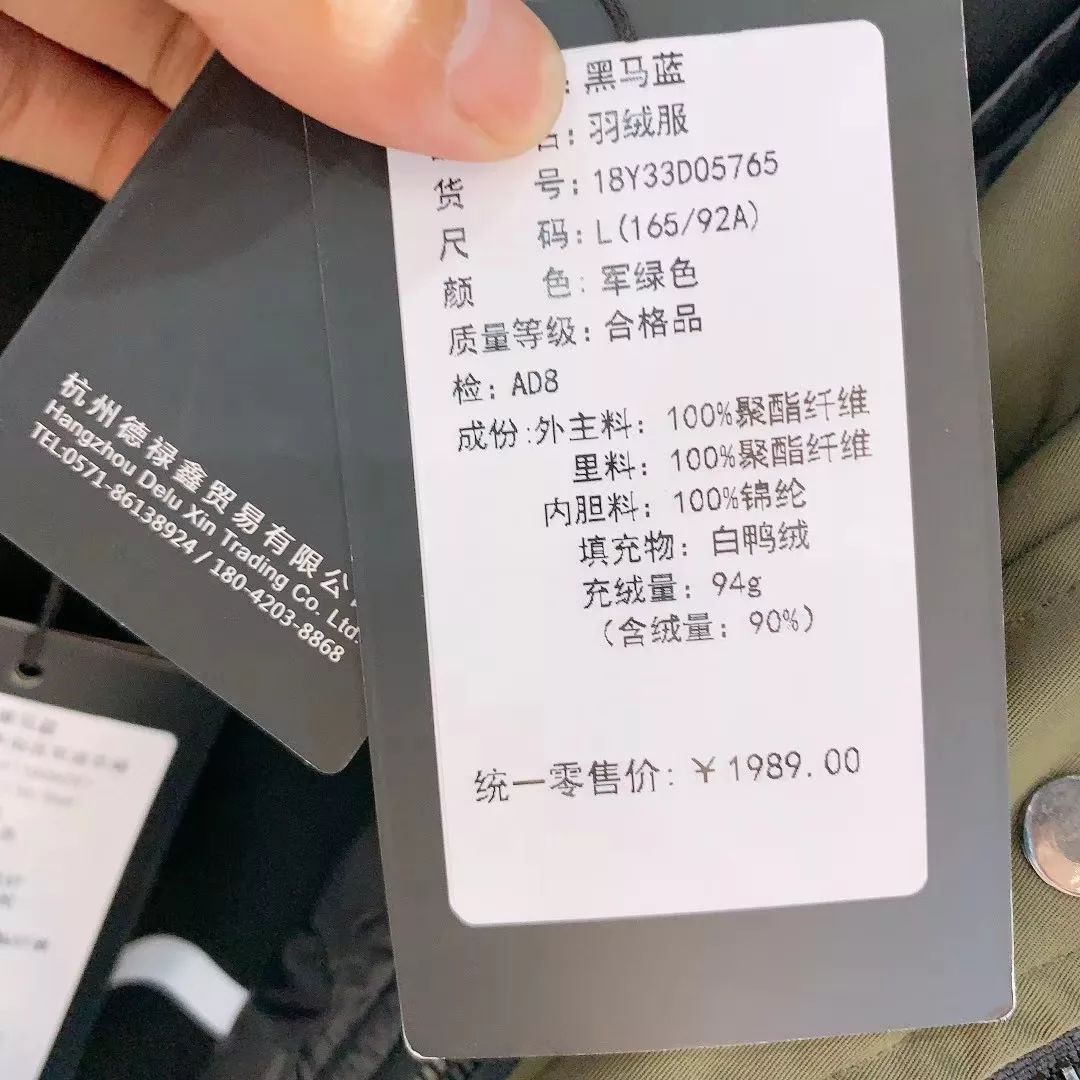 : 黑马蓝
名: 羽绒服
货 号: 18Y33D05765
尺 码: L(165/92A)
颜 色: 军绿色
质量等级: 合格品
检: AD8
成份:外主料: 100%聚酯纤维
里料: 100%聚酯纤维
内胆料: 100%锦纶
填充物: 白鸭绒
充绒量: 94g
(含绒量: 90%)
统一零售价: ¥1989.00
杭州德禄鑫贸易有限公
Hangzhou Delu Xin Trading Co. Ltd.
TEL:0571-86138924 / 180-4203-8868